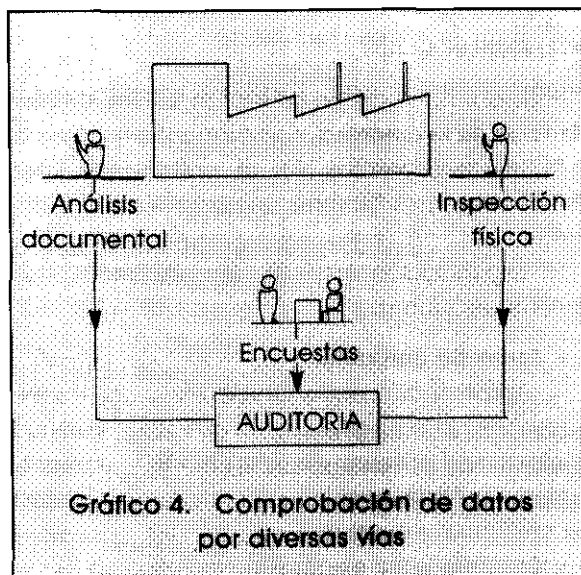 Análisis
documental
Inspección
física
Encuestas
AUDITORIA
Gráfico 4. Comprobación de datos
por diversas vías